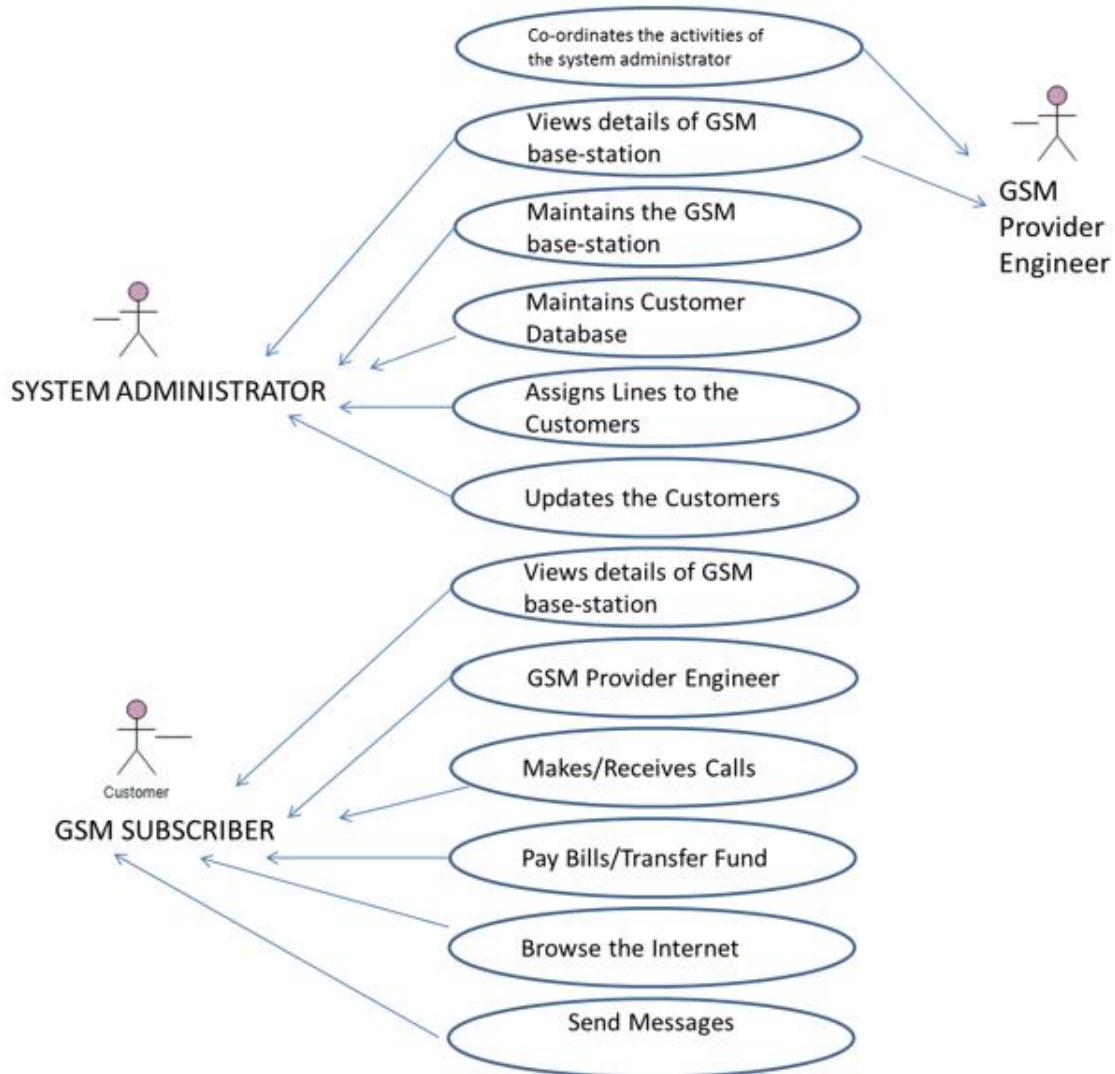 Co-ordinates the activities of
the system administrator
Views details of GSM
base-station
GSM
Provider
Engineer
Maintains the GSM
base-station
Maintains Customer
Database
SYSTEM ADMINISTRATOR
Assigns Lines to the
Customers
Updates the Customers
Views details of GSM
base-station
GSM Provider Engineer
Makes/Receives Calls
Customer
GSM SUBSCRIBER
Pay Bills/Transfer Fund
Browse the Internet
Send Messages